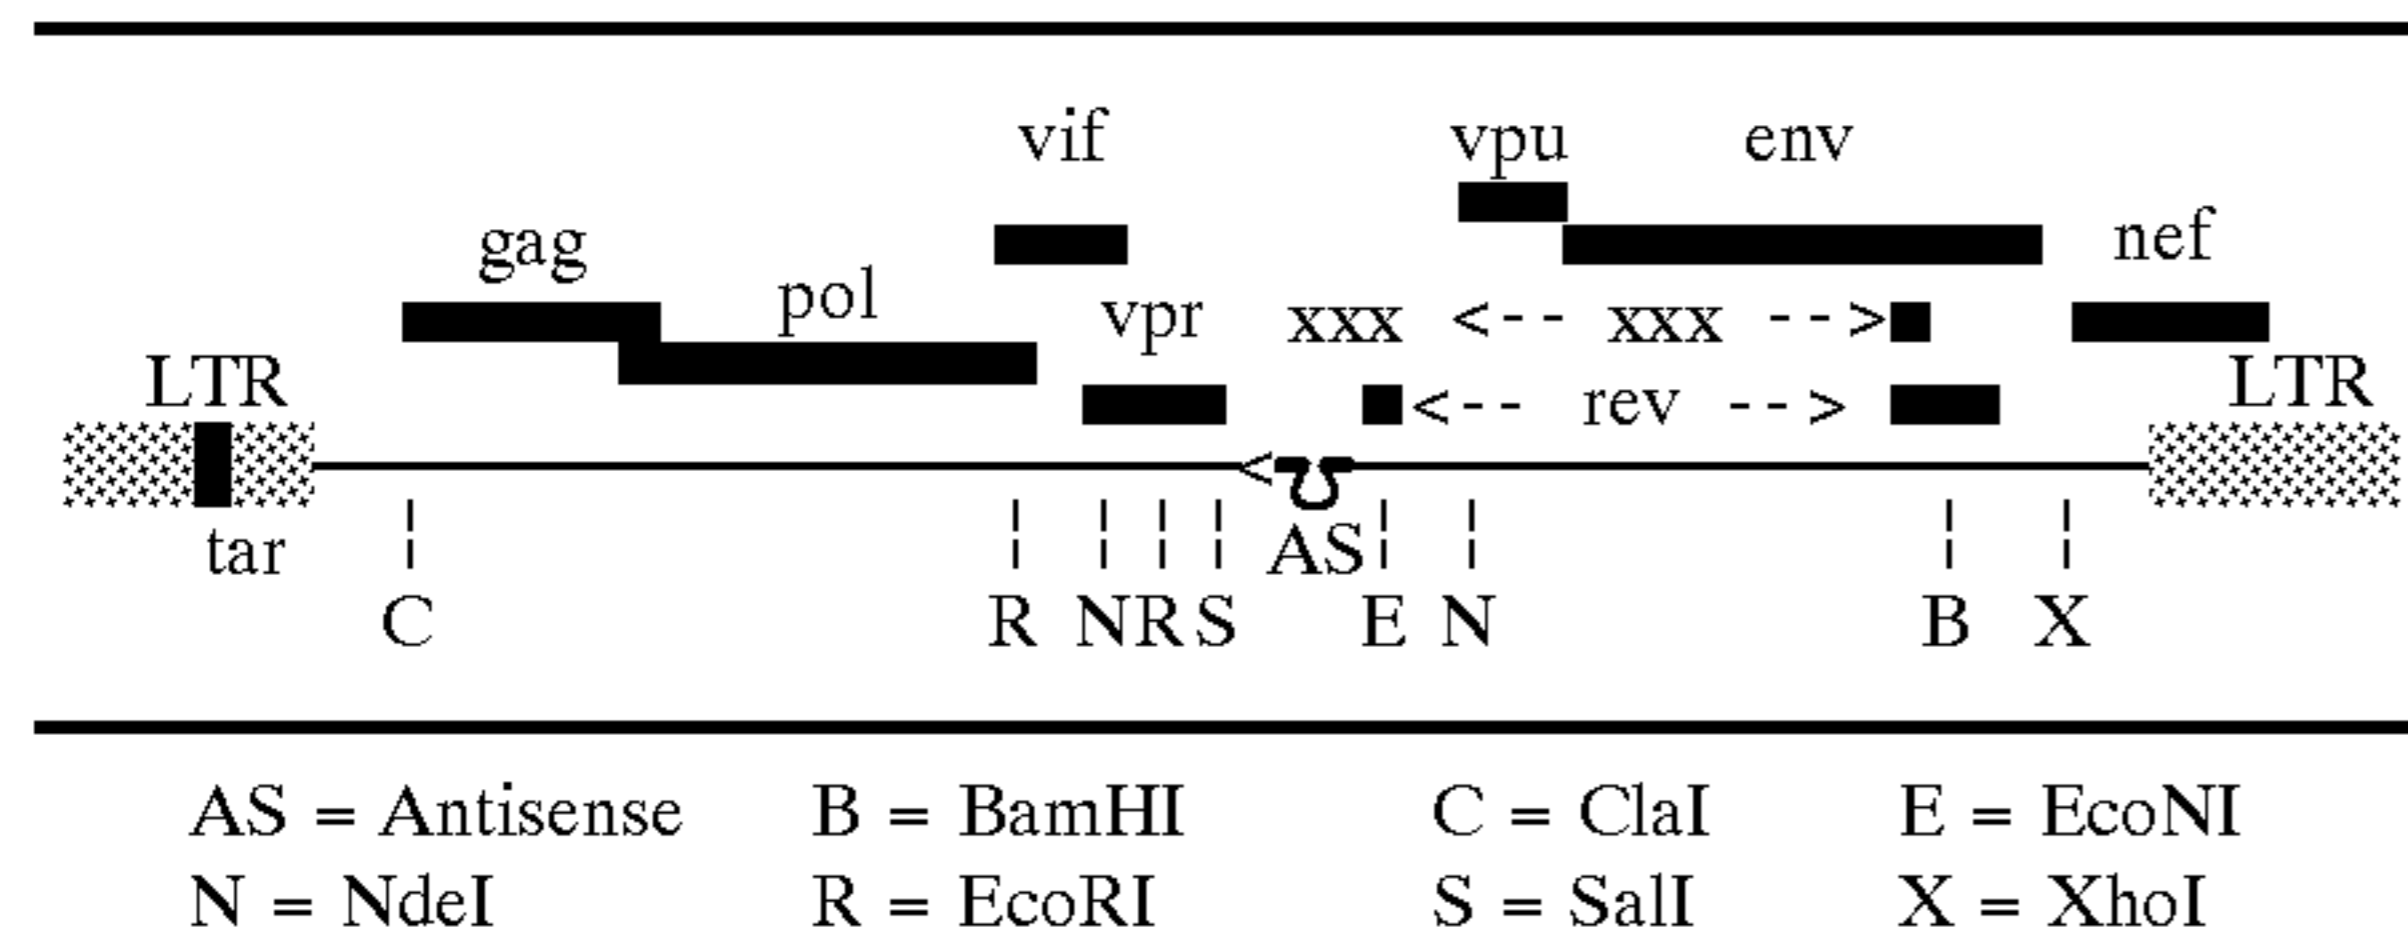 vif vpu env
gag nef
pol
vpr xxx <-- xxx -->
LTR <-- rev --> LTR
<
tar AS
C R N R S E N B X
AS = Antisense B = BamHI C = ClaI E = EcoNI
N = NdeI R = EcoRI S = SalI X = XhoI